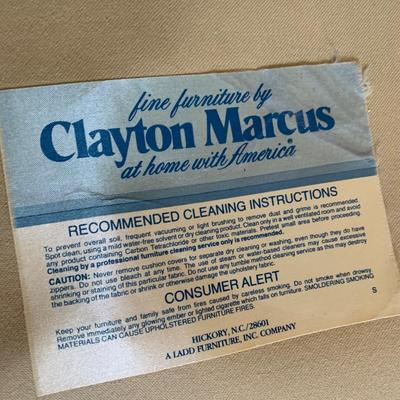 fine furniture by
Clayton Marcus
at home with America
RECOMMENDED CLEANING INSTRUCTIONS
To prevent overall soil, frequent vacuuming or light brushing to remove dust and grime is recommended.
Spot clean, using a mild water-free solvent or dry cleaning product. Clean only in a well ventilated room and avoid
any product containing Carbon Tetrachloride or other toxic materials. Pretest small area before proceeding.
Cleaning by a professional furniture cleaning service only is recommended.
CAUTION: Never remove cushion covers for separate dry cleaning or washing, even though they do have
zippers. Do not use bleach at any time. The use of steam or water-based cleaners may cause excessive
shrinking or staining of this particular fabric. Do not use any tumble method cleaning service as this may destroy
the backing of the fabric or shrink or otherwise damage the upholstery fabric.
CONSUMER ALERT
Keep your furniture and family safe from fires caused by careless smoking. Do not smoke when drowsy.
Remove immediately any glowing ember or lighted cigarette which falls on furniture. SMOLDERING SMOKING
MATERIALS CAN CAUSE UPHOLSTERED FURNITURE FIRES.
S
HICKORY, N.C./28601
A LADD FURNITURE, INC. COMPANY